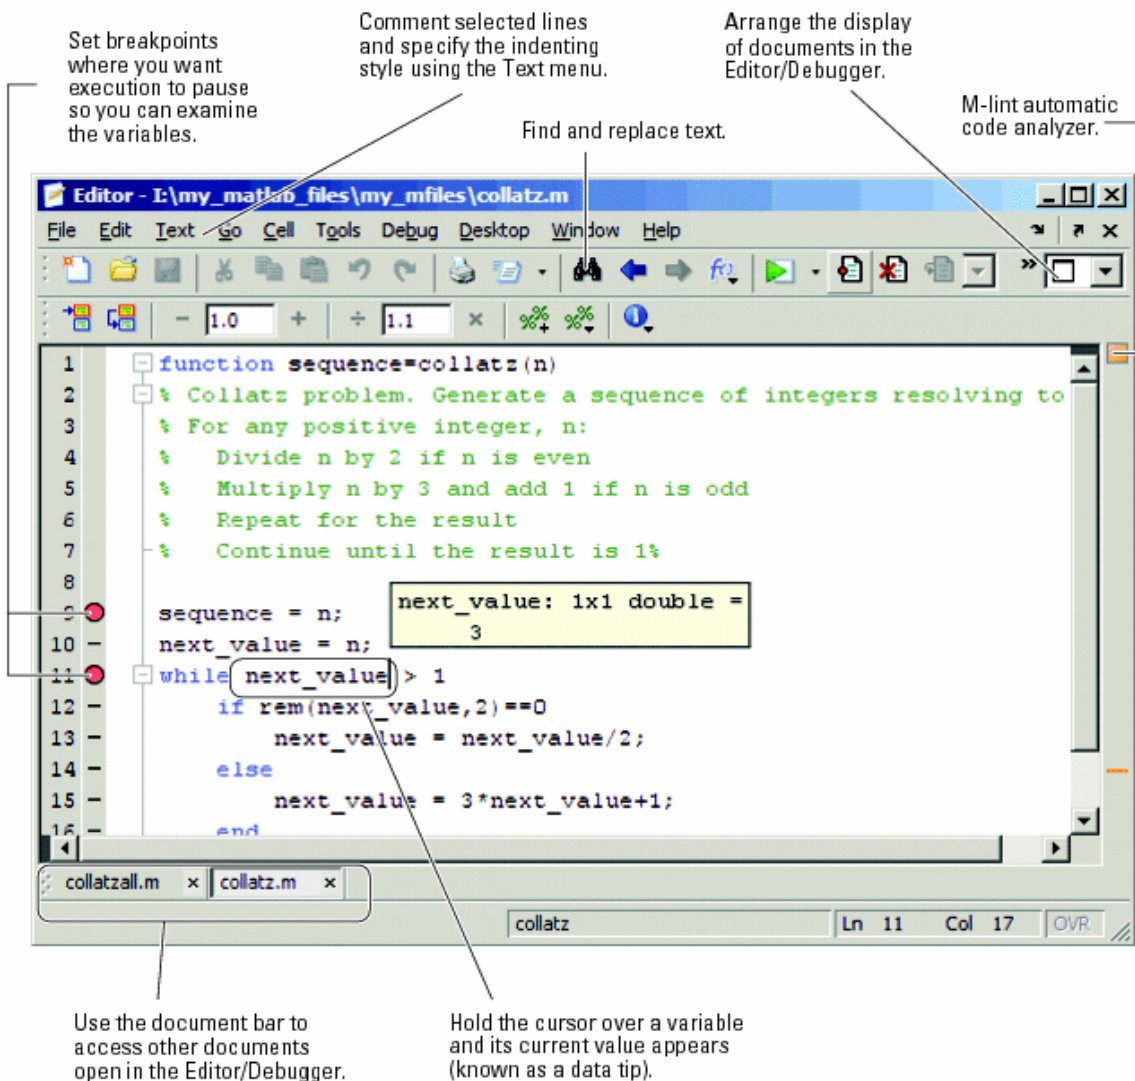 Set breakpoints
where you want
execution to pause
so you can examine
the variables.
Comment selected lines
and specify the indenting
style using the Text menu.
Find and replace text.
Arrange the display
of documents in the
Editor/Debugger.
M-lint automatic
code analyzer.
Editor - I:\my_matlab_files\my_mfiles\collatz.m
File Edit Text Go Cell Tools Debug Desktop Window Help
1.0 1.1
1 function sequence=collatz(n)
2 % Collatz problem. Generate a sequence of integers resolving to
3 % For any positive integer, n:
4 % Divide n by 2 if n is even
5 % Multiply n by 3 and add 1 if n is odd
6 % Repeat for the result
7 % Continue until the result is 1%
8
9 sequence = n;
next_value: 1x1 double =
3
10 - next_value = n;
11 while next_value > 1
12 - if rem(next_value,2)==0
13 - next_value = next_value/2;
14 - else
15 - next_value = 3*next_value+1;
16 - end
collatzall.m × collatz.m ×
collatz Ln 11 Col 17 OVR
Use the document bar to
access other documents
open in the Editor/Debugger.
Hold the cursor over a variable
and its current value appears
(known as a data tip).